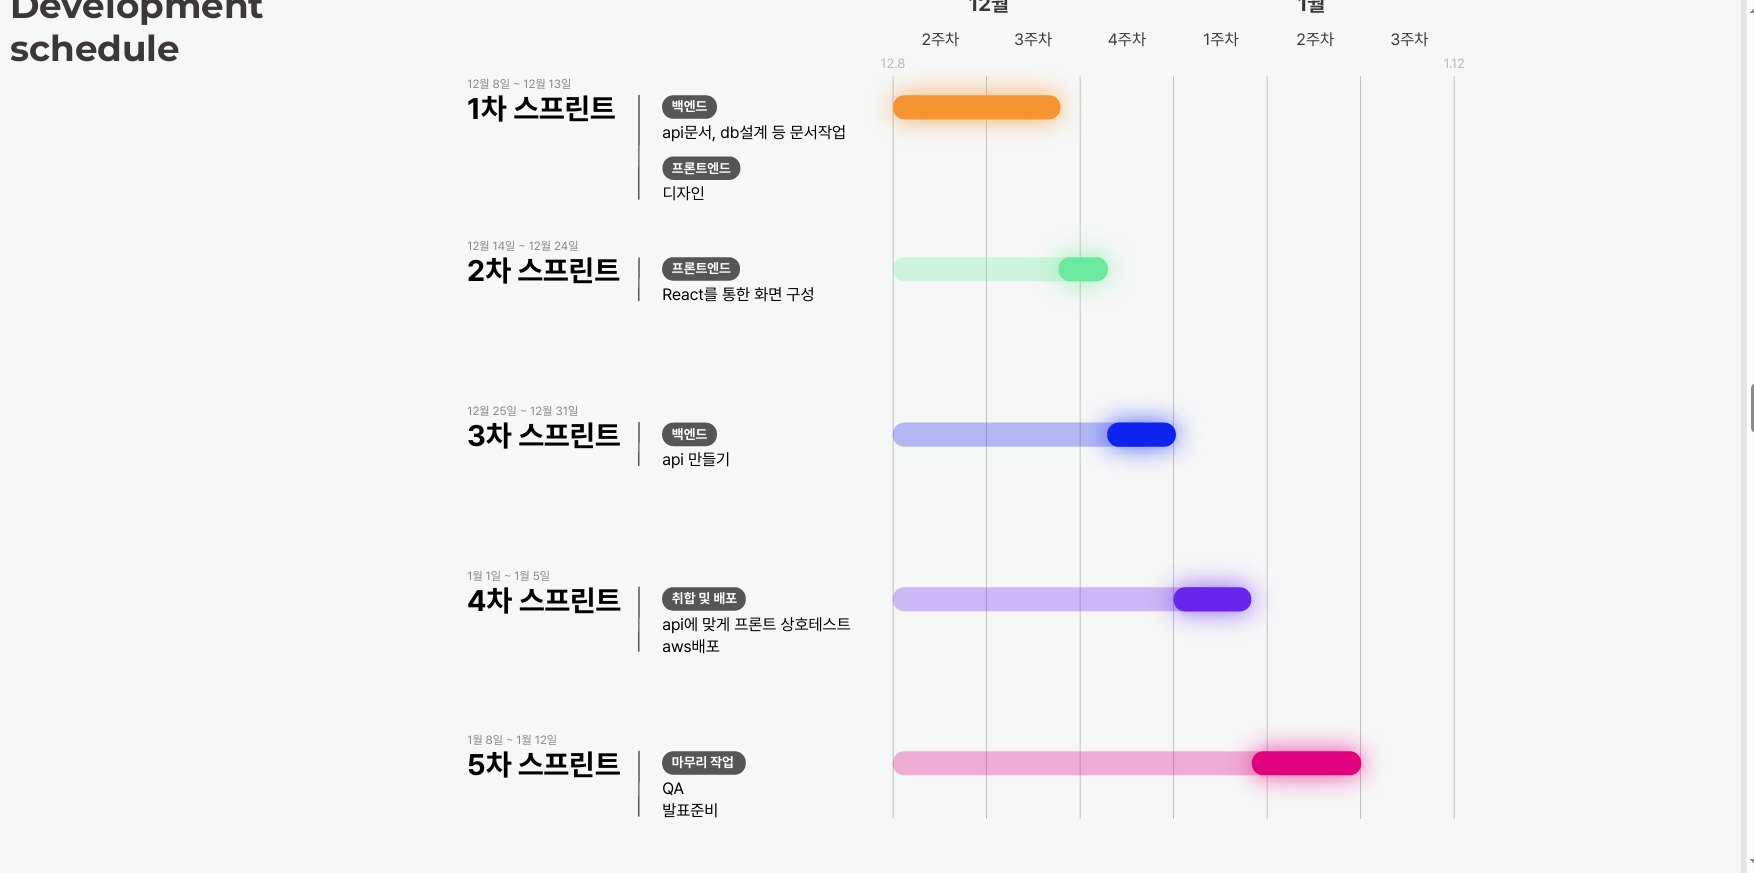 Development
schedule
12월
1월
2주차
3주차
4주차
1주차
2주차
3주차
12.8
1.12
12월 8일 ~ 12월 13일
1차 스프린트
백엔드
api문서, db설계 등 문서작업
프론트엔드
디자인
12월 14일 ~ 12월 24일
2차 스프린트
프론트엔드
React를 통한 화면 구성
12월 25일 ~ 12월 31일
3차 스프린트
백엔드
api 만들기
1월 1일 ~ 1월 5일
4차 스프린트
취합 및 배포
api에 맞게 프론트 상호테스트
aws배포
1월 8일 ~ 1월 12일
5차 스프린트
마무리 작업
QA
발표준비